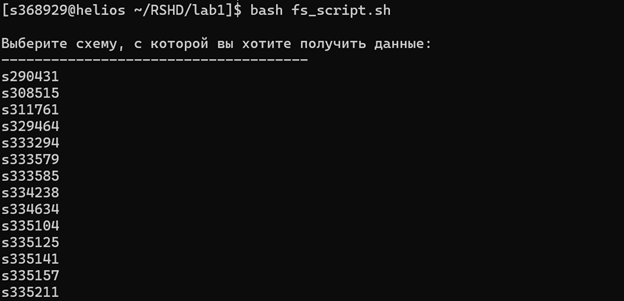 [s368929@helios ~/RSHD/lab1]$ bash fs_script.sh
Выберите схему, с которой вы хотите получить данные:
--------------------------------------
s290431
s308515
s311761
s329464
s333294
s333579
s333585
s334238
s334634
s335104
s335125
s335141
s335157
s335211